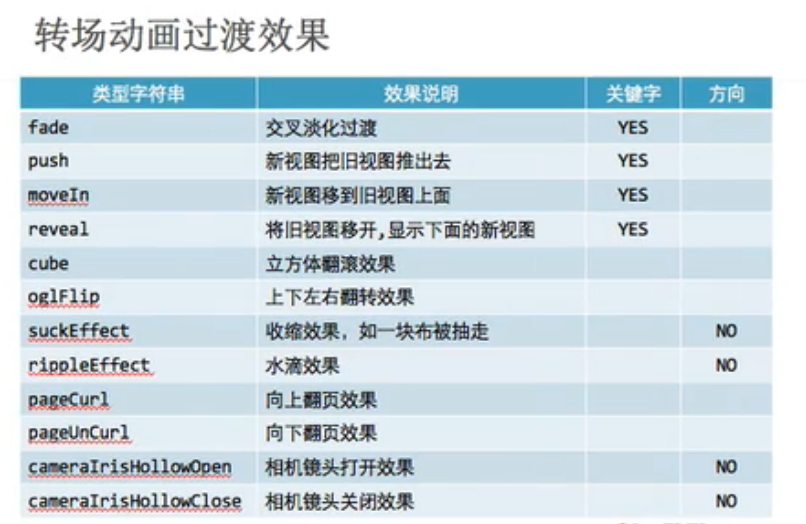 转场动画过渡效果
类型字符串 效果说明 关键字 方向
fade 交叉淡化过渡 YES
push 新视图把旧视图推出去 YES
moveIn 新视图移到旧视图上面 YES
reveal 将旧视图移开,显示下面的新视图 YES
cube 立方体翻滚效果
oglFlip 上下左右翻转效果
suckEffect 收缩效果，如一块布被抽走 NO
rippleEffect 水滴效果 NO
pageCurl 向上翻页效果
pageUnCurl 向下翻页效果
cameraIrisHollowOpen 相机镜头打开效果 NO
cameraIrisHollowClose 相机镜头关闭效果 NO